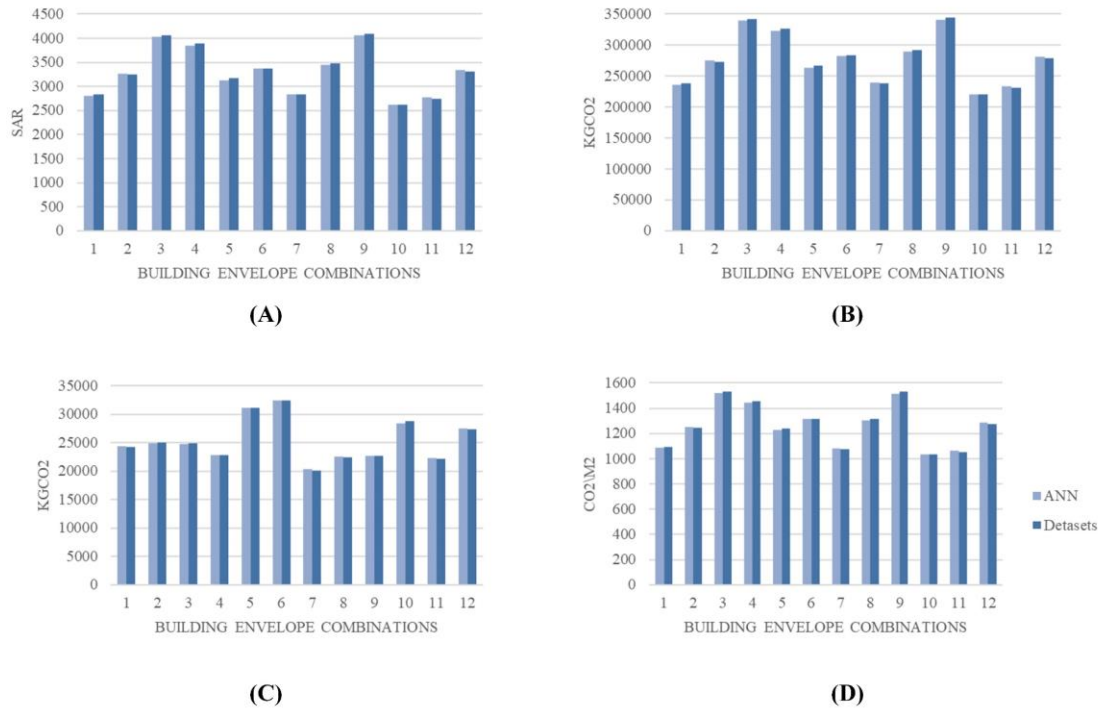 4500
4000
3500
3000
2500
2000
1500
1000
500
0
SAR
1 2 3 4 5 6 7 8 9 10 11 12
BUILDING ENVELOPE COMBINATIONS
(A)
350000
300000
250000
200000
150000
100000
50000
0
KGCO2
1 2 3 4 5 6 7 8 9 10 11 12
BUILDING ENVELOPE COMBINATIONS
(B)
35000
30000
25000
20000
15000
10000
5000
0
KGCO2
1 2 3 4 5 6 7 8 9 10 11 12
BUILDING ENVELOPE COMBINATIONS
(C)
1600
1400
1200
1000
800
600
400
200
0
CO2\M2
1 2 3 4 5 6 7 8 9 10 11 12
BUILDING ENVELOPE COMBINATIONS
ANN
Detasets
(D)